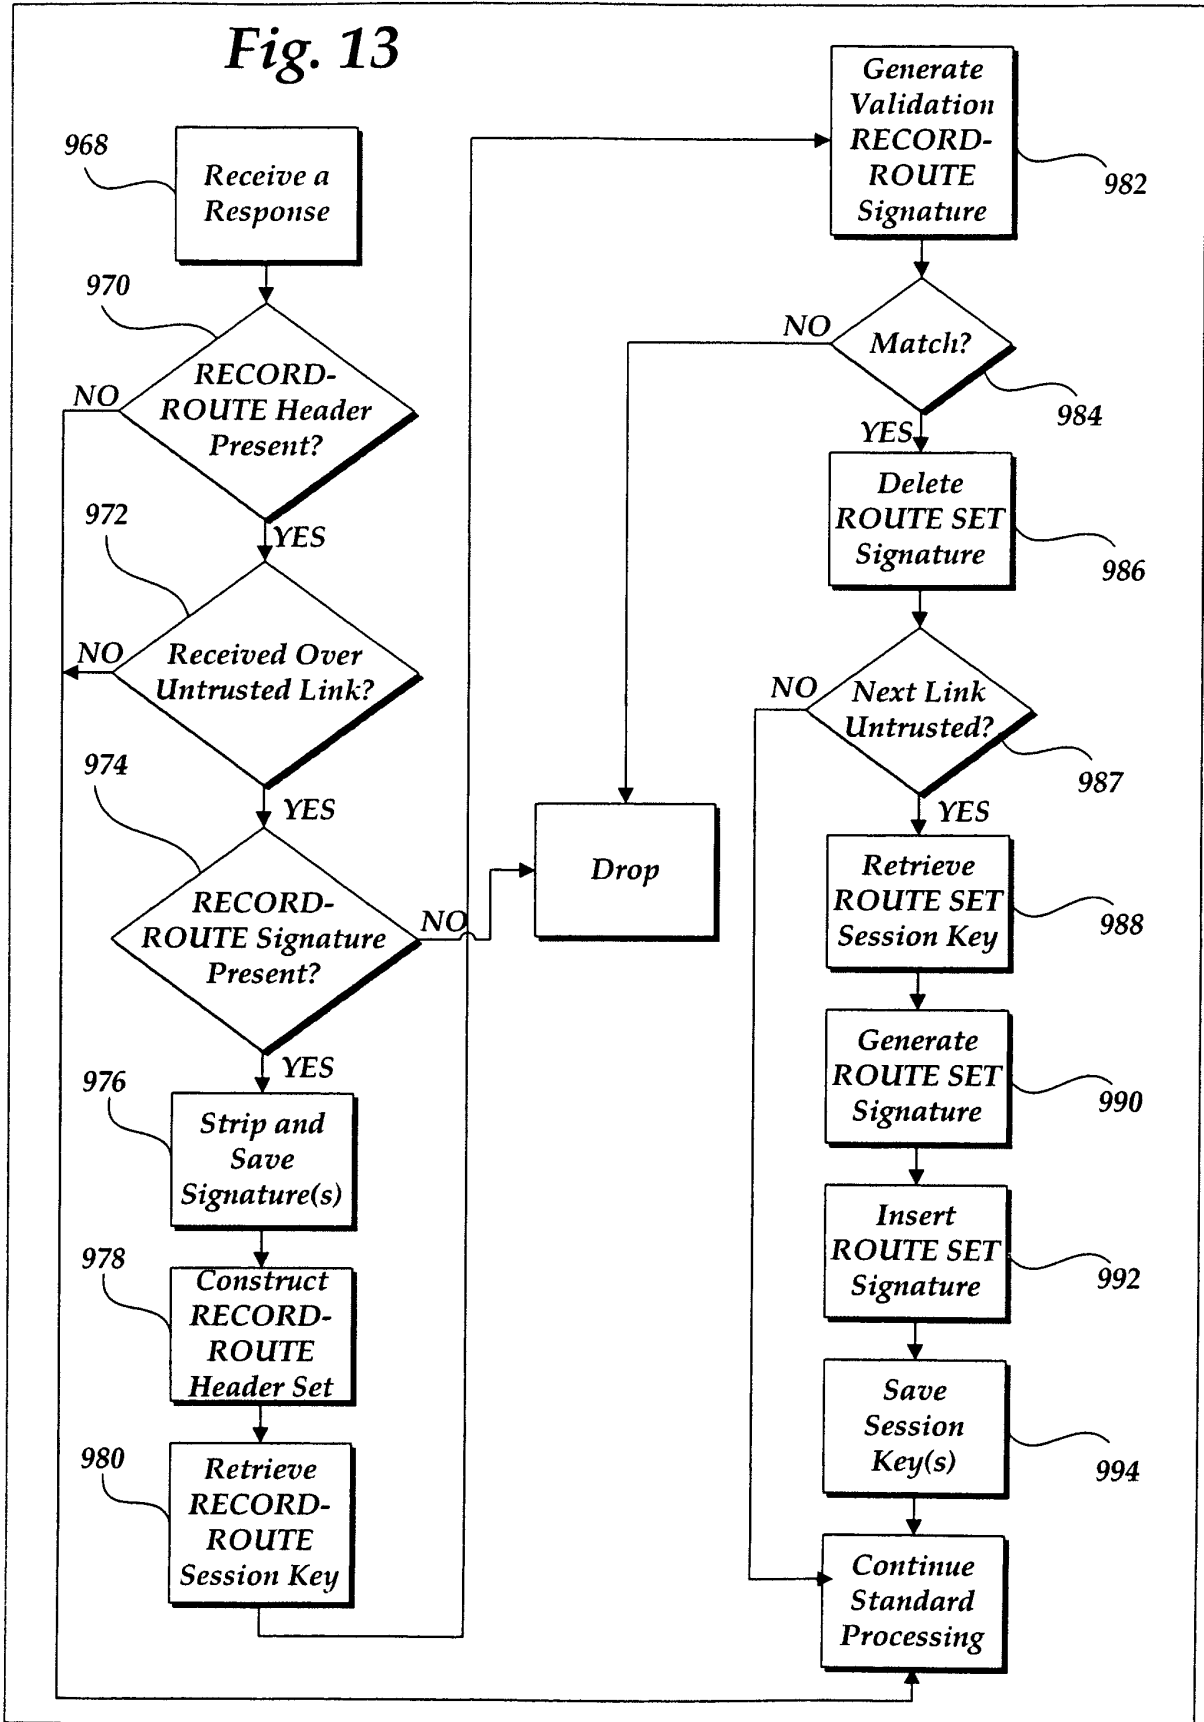 Fig. 13
968
Receive a
Response
970
RECORD-
ROUTE Header
Present?
NO
YES
972
Received Over
Untrusted Link?
NO
YES
974
RECORD-
ROUTE Signature
Present?
NO
YES
976
Strip and
Save
Signature(s)
978
Construct
RECORD-
ROUTE
Header Set
980
Retrieve
RECORD-
ROUTE
Session Key
Drop
Generate
Validation
RECORD-
ROUTE
Signature
982
NO
Match?
984
YES
Delete
ROUTE SET
Signature
986
NO
Next Link
Untrusted?
987
YES
Retrieve
ROUTE SET
Session Key
988
Generate
ROUTE SET
Signature
990
Insert
ROUTE SET
Signature
992
Save
Session
Key(s)
994
Continue
Standard
Processing